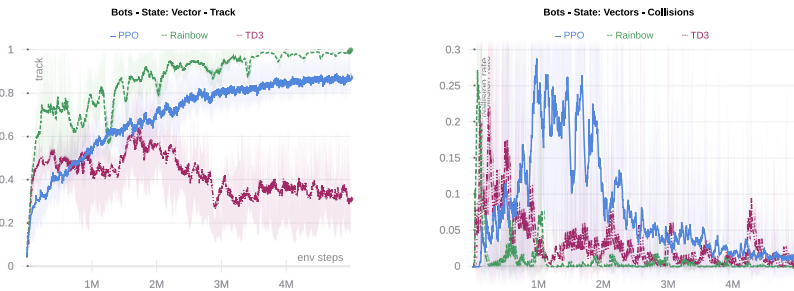 Bots - State: Vector - Track
PPO Rainbow TD3
track
1
0.8
0.6
0.4
0.2
0
env steps
1M 2M 3M 4M
Bots - State: Vectors - Collisions
PPO Rainbow TD3
collision rate
0.3
0.25
0.2
0.15
0.1
0.05
0
1M 2M 3M 4M